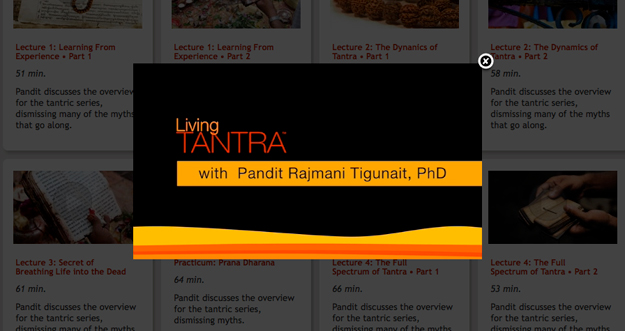 Lecture 1: Learning From
Experience • Part 1
51 min.
Pandit discusses the overview
for the tantric series,
dismissing many of the myths
that go along.
Lecture 1: Learning From
Experience • Part 2
Lecture 2: The Dynamics of
Tantra • Part 1
Lecture 2: The Dynamics of
Tantra • Part 2
58 min.
Pandit discusses the overview
for the tantric series,
dismissing many of the myths
that go along.
Living
TANTRA™
with Pandit Rajmani Tigunait, PhD
Lecture 3: Secret of
Breathing Life Into the Dead
61 min.
Pandit discusses the overview
for the tantric series,
dismissing many of the myths
Practicum: Prana Dharana
64 min.
Pandit discusses the overview
for the tantric series,
dismissing myths.
Lecture 4: The Full
Spectrum of Tantra • Part 1
66 min.
Pandit discusses the overview
for the tantric series,
dismissing many of the myths
Lecture 4: The Full
Spectrum of Tantra • Part 2
53 min.
Pandit discusses the overview
for the tantric series,
dismissing many of the myths